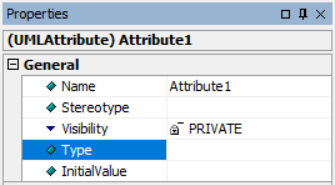 Properties
(UMLAttribute) Attribute1
General
Name Attribute1
Stereotype
Visibility PRIVATE
Type
InitialValue